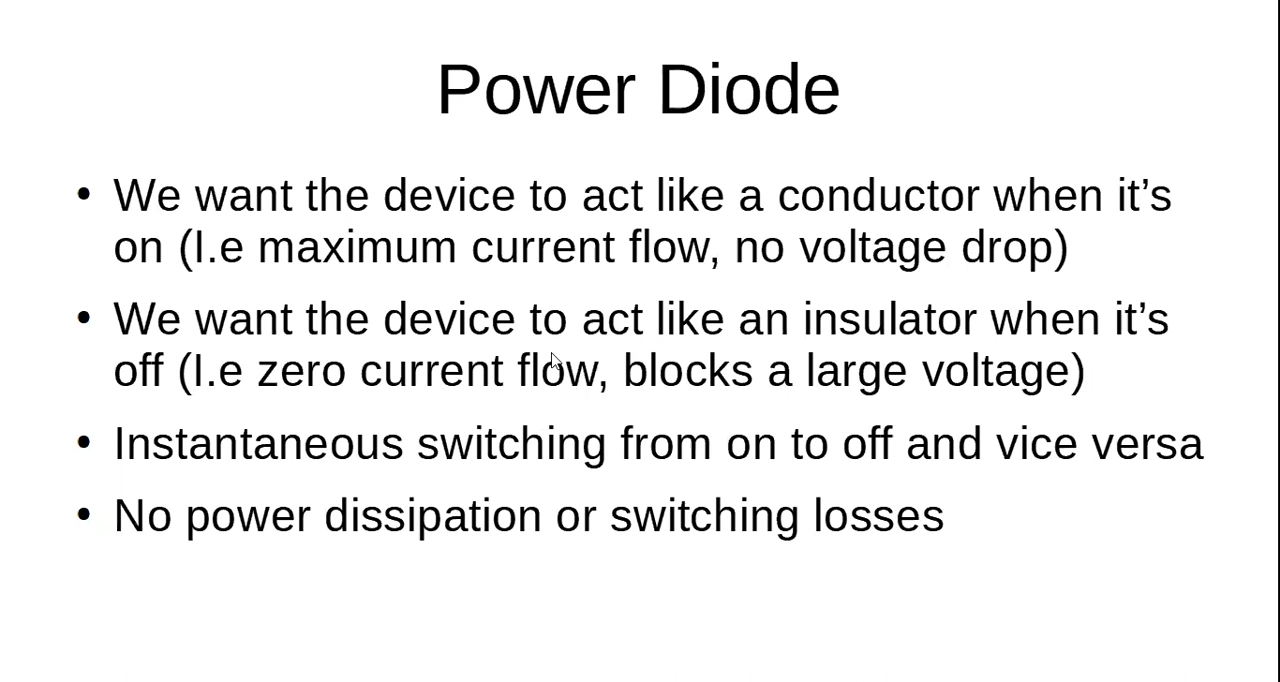 Power Diode
• We want the device to act like a conductor when it’s
on (I.e maximum current flow, no voltage drop)
• We want the device to act like an insulator when it’s
off (I.e zero current flow, blocks a large voltage)
• Instantaneous switching from on to off and vice versa
• No power dissipation or switching losses